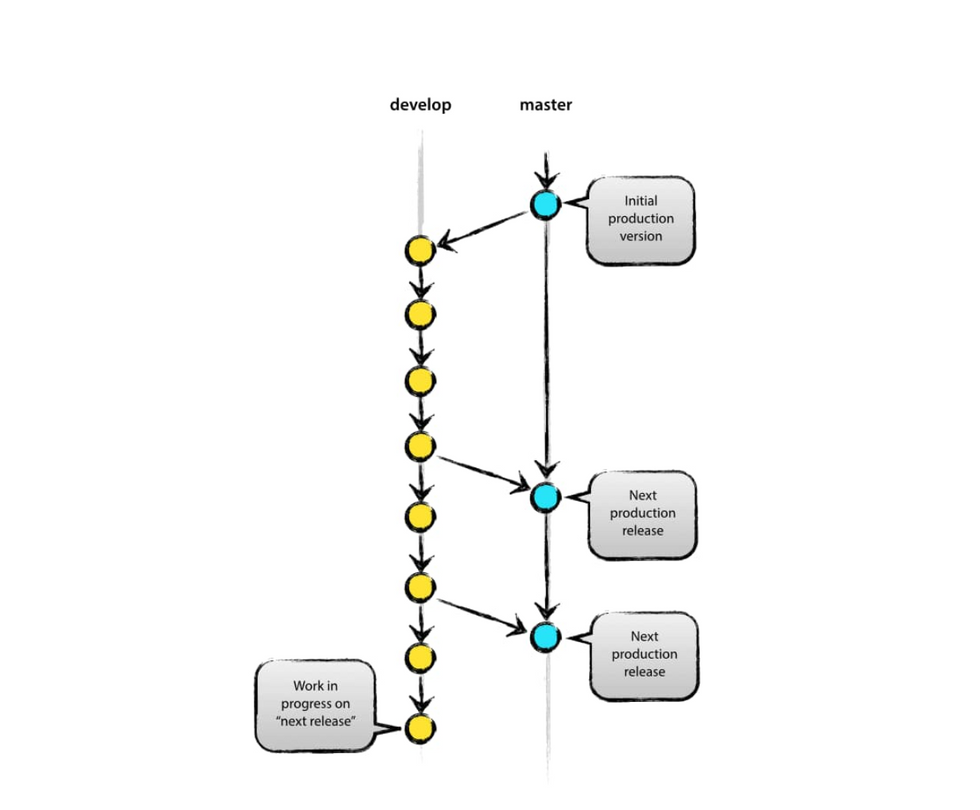 develop
master
Initial
production
version
Next
production
release
Next
production
release
Work in
progress on
“next release”